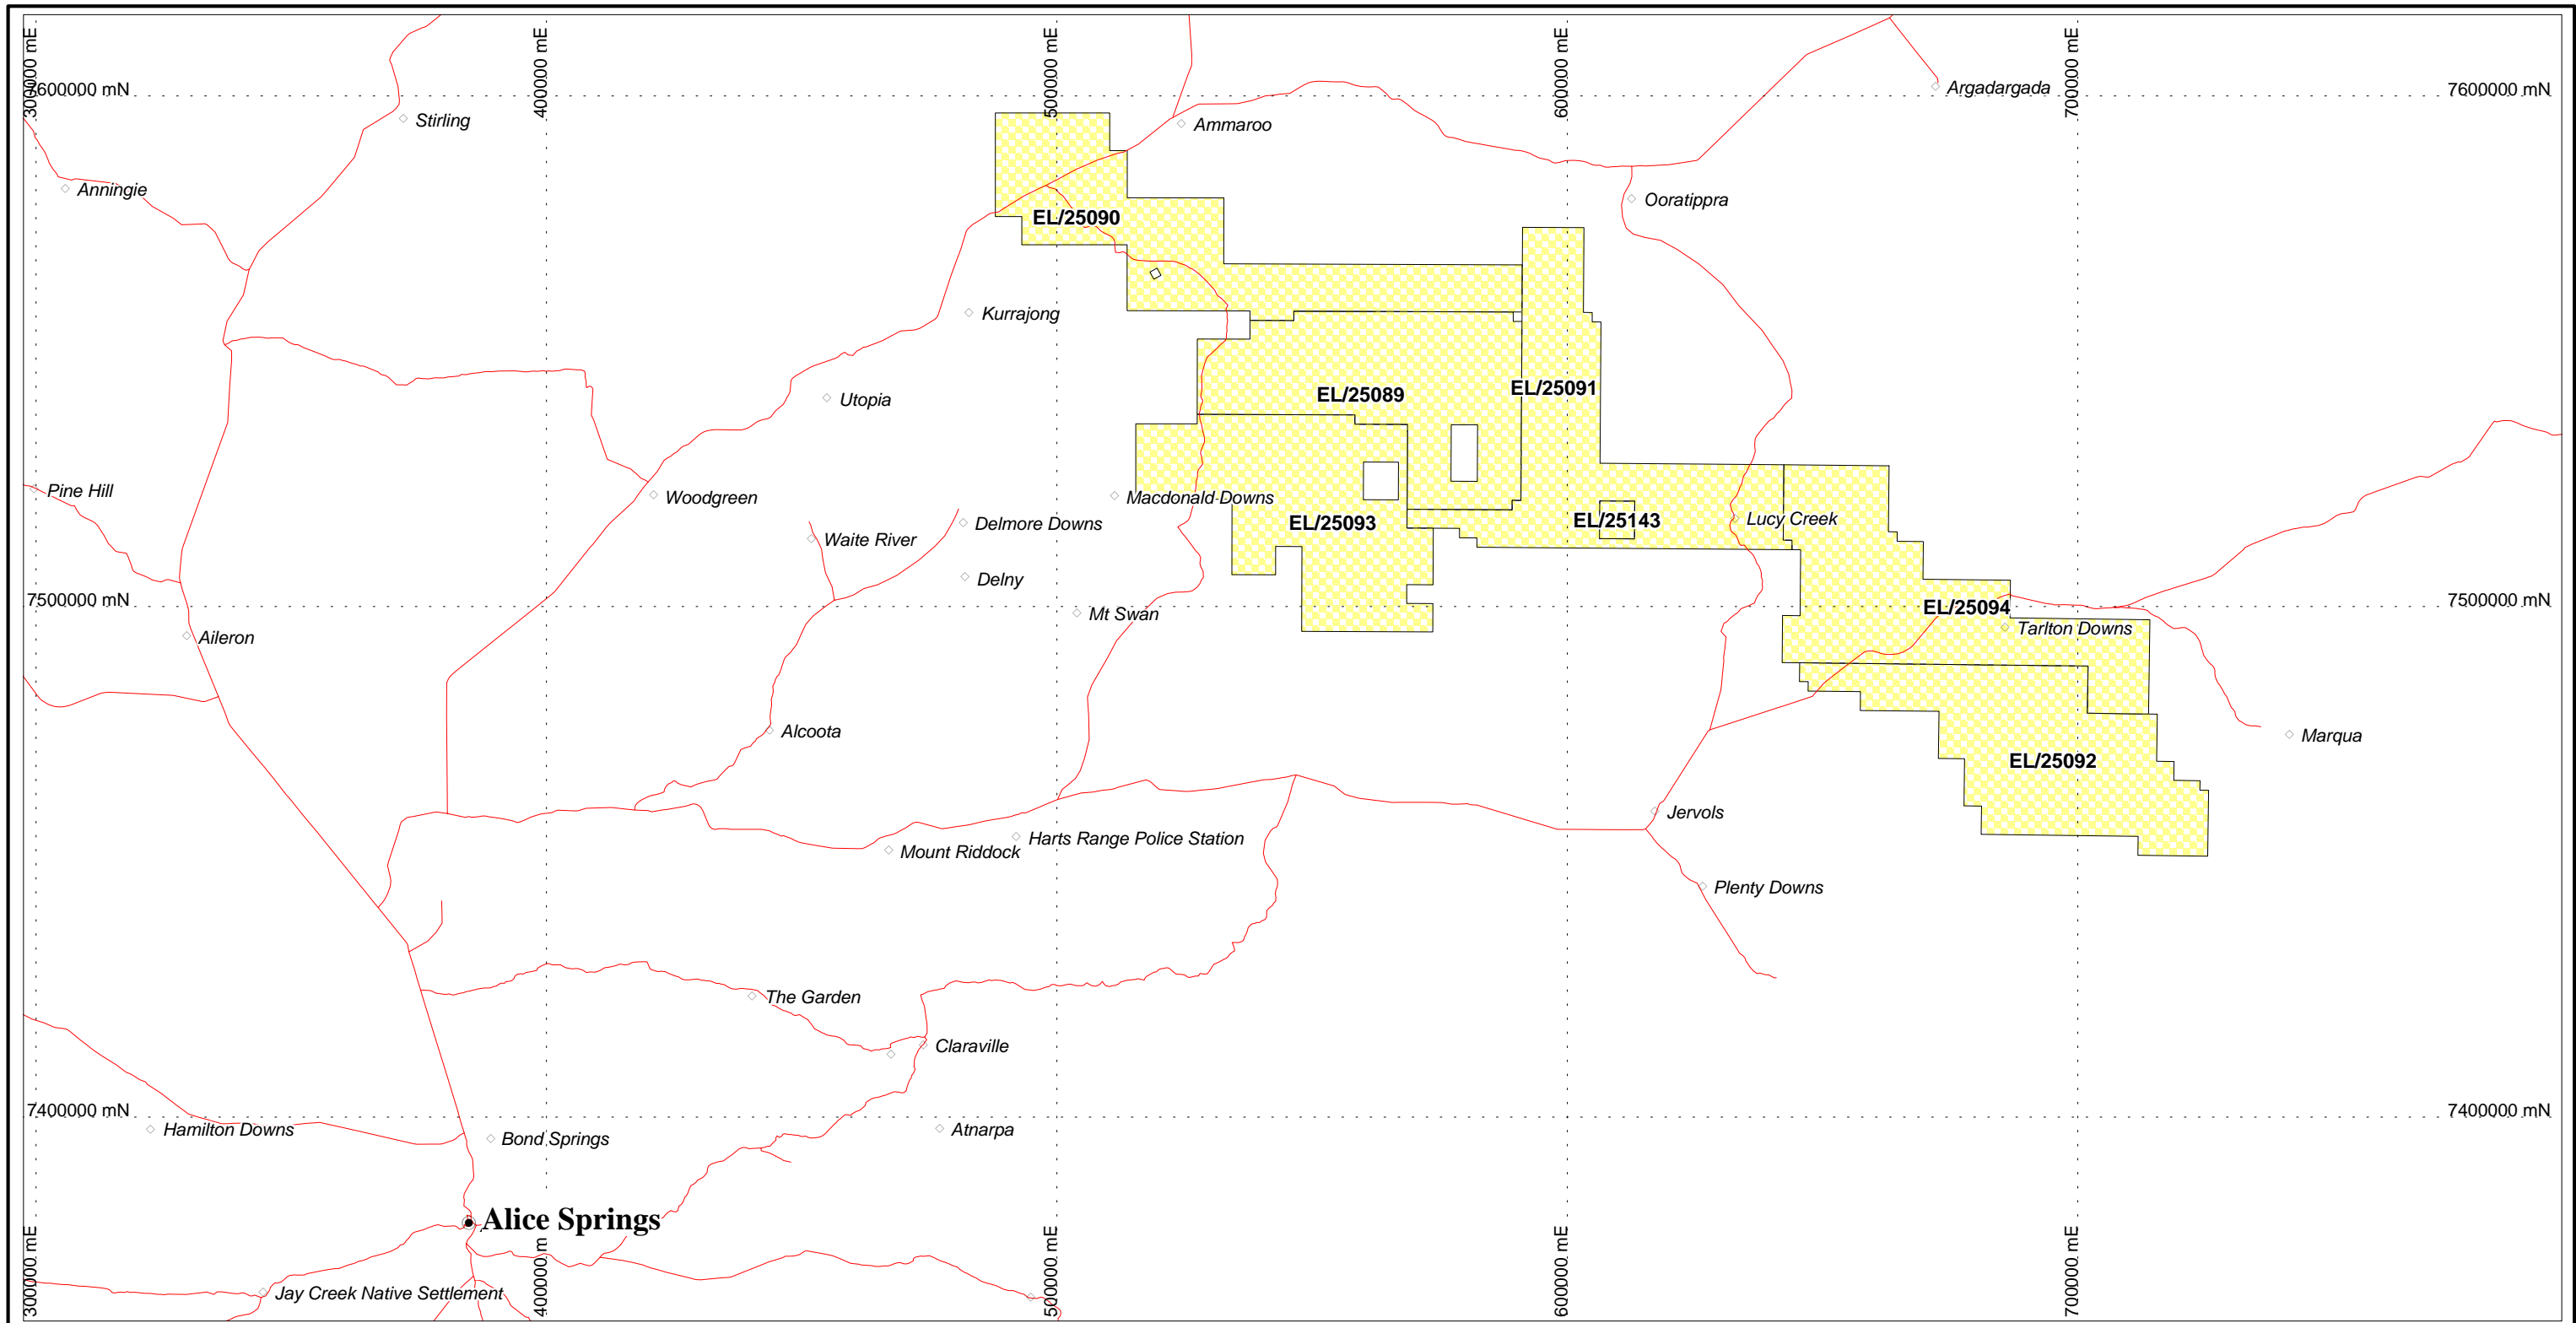 300000 mE
400000 mE
500000 mE
600000 mE
700000 mE
7600000 mN
7600000 mN
Argadargada
Stirling
Ammaroo
Anningie
Ooratippra
EL/25090
Kurrajong
EL/25091
EL/25089
Utopia
Pine Hill
Woodgreen
Macdonald Downs
EL/25093
EL/25143
Lucy Creek
Delmore Downs
Waite River
Delny
7500000 mN
7500000 mN
EL/25094
Mt Swan
Tarlton Downs
Aileron
Alcoota
Marqua
EL/25092
Jervols
Harts Range Police Station
Mount Riddock
Plenty Downs
The Garden
Claraville
7400000 mN
7400000 mN
Hamilton Downs
Bond Springs
Atnarpa
Alice Springs
Jay Creek Native Settlement
300000 mE
400000 m
500000 mE
600000 mE
700000 mE